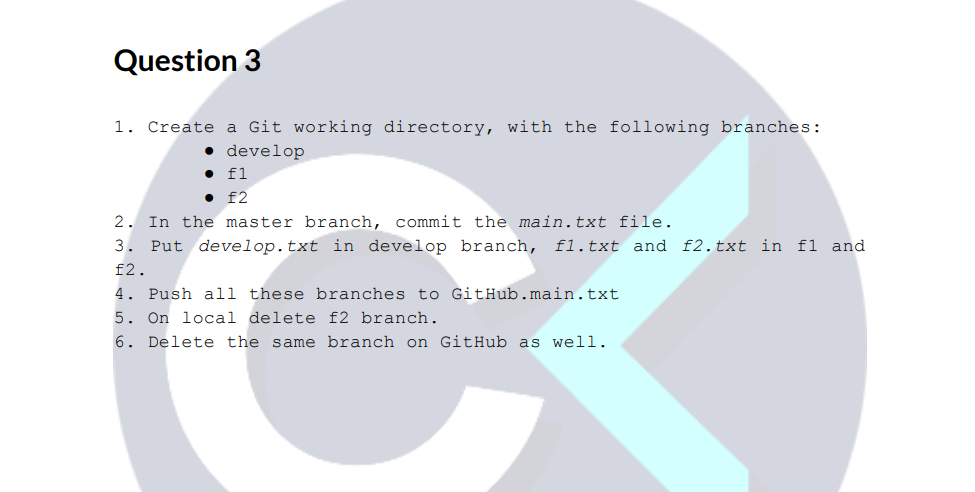 Question 3
1. Create a Git working directory, with the following branches:
● develop
● f1
● f2
2. In the master branch, commit the main.txt file.
3. Put develop.txt in develop branch, f1.txt and f2.txt in f1 and
f2.
4. Push all these branches to GitHub.main.txt
5. On local delete f2 branch.
6. Delete the same branch on GitHub as well.